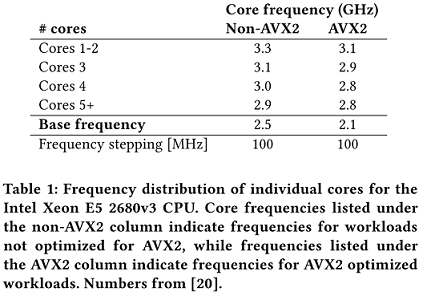 Core frequency (GHz)
# cores Non-AVX2 AVX2
Cores 1-2 3.3 3.1
Cores 3 3.1 2.9
Cores 4 3.0 2.8
Cores 5+ 2.9 2.8
Base frequency 2.5 2.1
Frequency stepping [MHz] 100 100
Table 1: Frequency distribution of individual cores for the
Intel Xeon E5 2680v3 CPU. Core frequencies listed under
the non-AVX2 column indicate frequencies for workloads
not optimized for AVX2, while frequencies listed under
the AVX2 column indicate frequencies for AVX2 optimized
workloads. Numbers from [20].